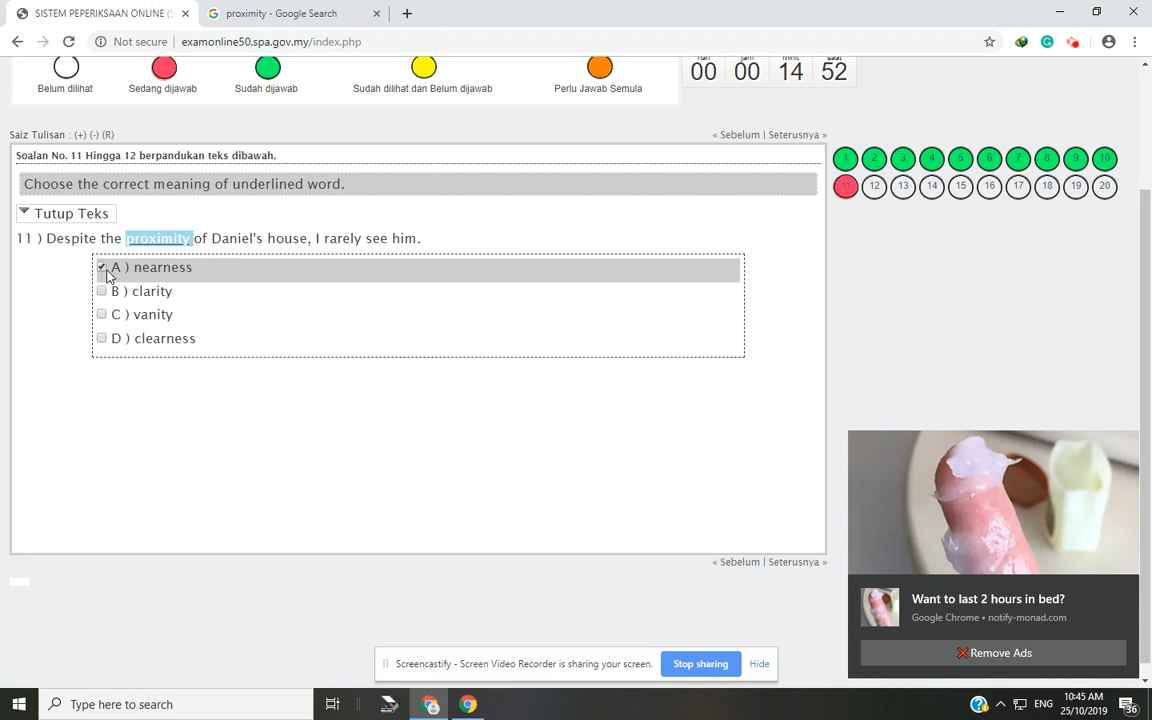 SISTEM PEPERIKSAAN ONLINE (S
proximity - Google Search
Not secure | examonline50.spa.gov.my/index.php
Belum dilihat
Sedang dijawab
Sudah dijawab
Sudah dilihat dan Belum dijawab
Perlu Jawab Semula
00 00 14 52
Saiz Tulisan : (+) (-) (R)
« Sebelum | Seterusnya »
Soalan No. 11 Hingga 12 berpandukan teks dibawah.
1 2 3 4 5 6 7 8 9 10
Choose the correct meaning of underlined word.
11 12 13 14 15 16 17 18 19 20
Tutup Teks
11 ) Despite the proximity of Daniel's house, I rarely see him.
A ) nearness
B ) clarity
C ) vanity
D ) clearness
« Sebelum | Seterusnya »
Want to last 2 hours in bed?
Google Chrome • notify-monad.com
Remove Ads
Screencastify - Screen Video Recorder is sharing your screen.
Stop sharing
Hide
Type here to search
ENG
10:45 AM
25/10/2019
36